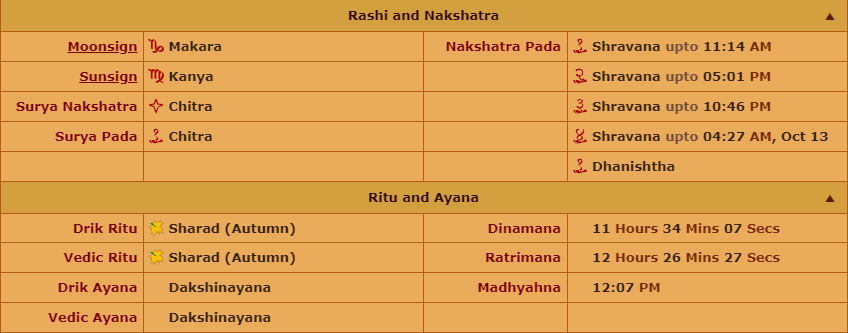 Rashi and Nakshatra
Moonsign Makara Nakshatra Pada Shravana upto 11:14 AM
Sunsign Kanya Shravana upto 05:01 PM
Surya Nakshatra Chitra Shravana upto 10:46 PM
Surya Pada Chitra Shravana upto 04:27 AM, Oct 13
Dhanishtha
Ritu and Ayana
Drik Ritu Sharad (Autumn) Dinamana 11 Hours 34 Mins 07 Secs
Vedic Ritu Sharad (Autumn) Ratrimana 12 Hours 26 Mins 27 Secs
Drik Ayana Dakshinayana Madhyahna 12:07 PM
Vedic Ayana Dakshinayana